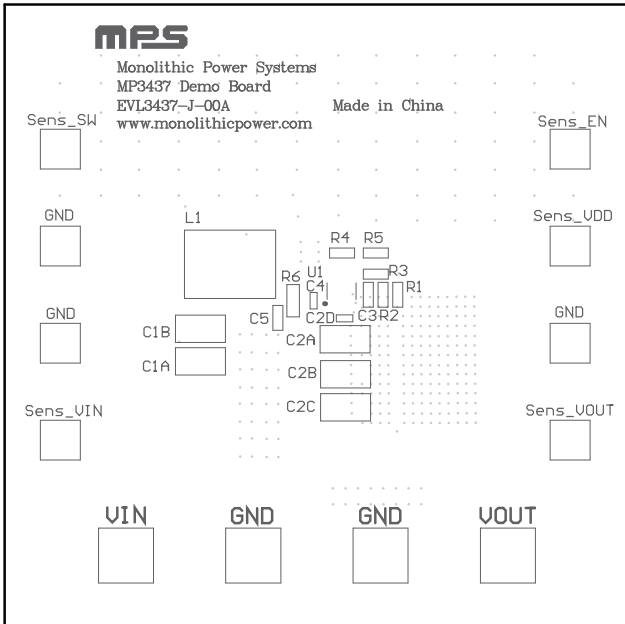 MPS
Monolithic Power Systems
MP3437 Demo Board
EVL3437-J-00A Made in China
www.monolithicpower.com
Sens_SW Sens_EN
GND L1 Sens_VDD
R4 R5
R6 U1 R3
C4 R1
C5 C2D C3 R2
GND GND
C1B C2A
C1A C2B
C2C
Sens_VIN Sens_VOUT
VIN GND GND VOUT